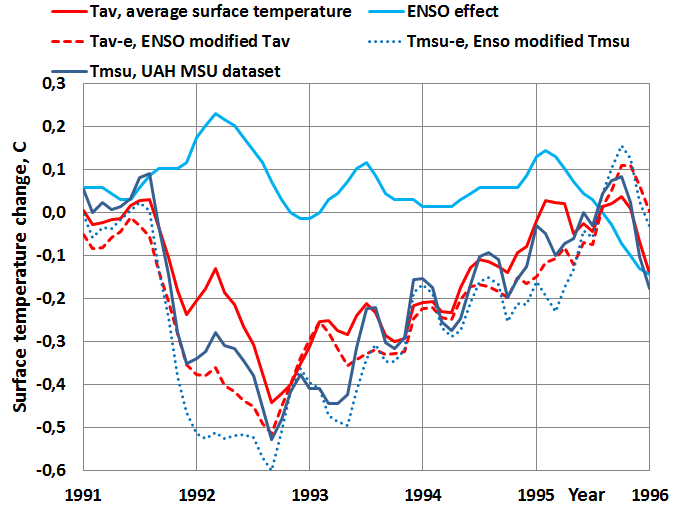 Tav, average surface temperature
ENSO effect
Tav-e, ENSO modified Tav
Tmsu-e, Enso modified Tmsu
Tmsu, UAH MSU dataset
Surface temperature change, C
0,3
0,2
0,1
0,0
-0,1
-0,2
-0,3
-0,4
-0,5
-0,6
1991 1992 1993 1994 1995 Year 1996